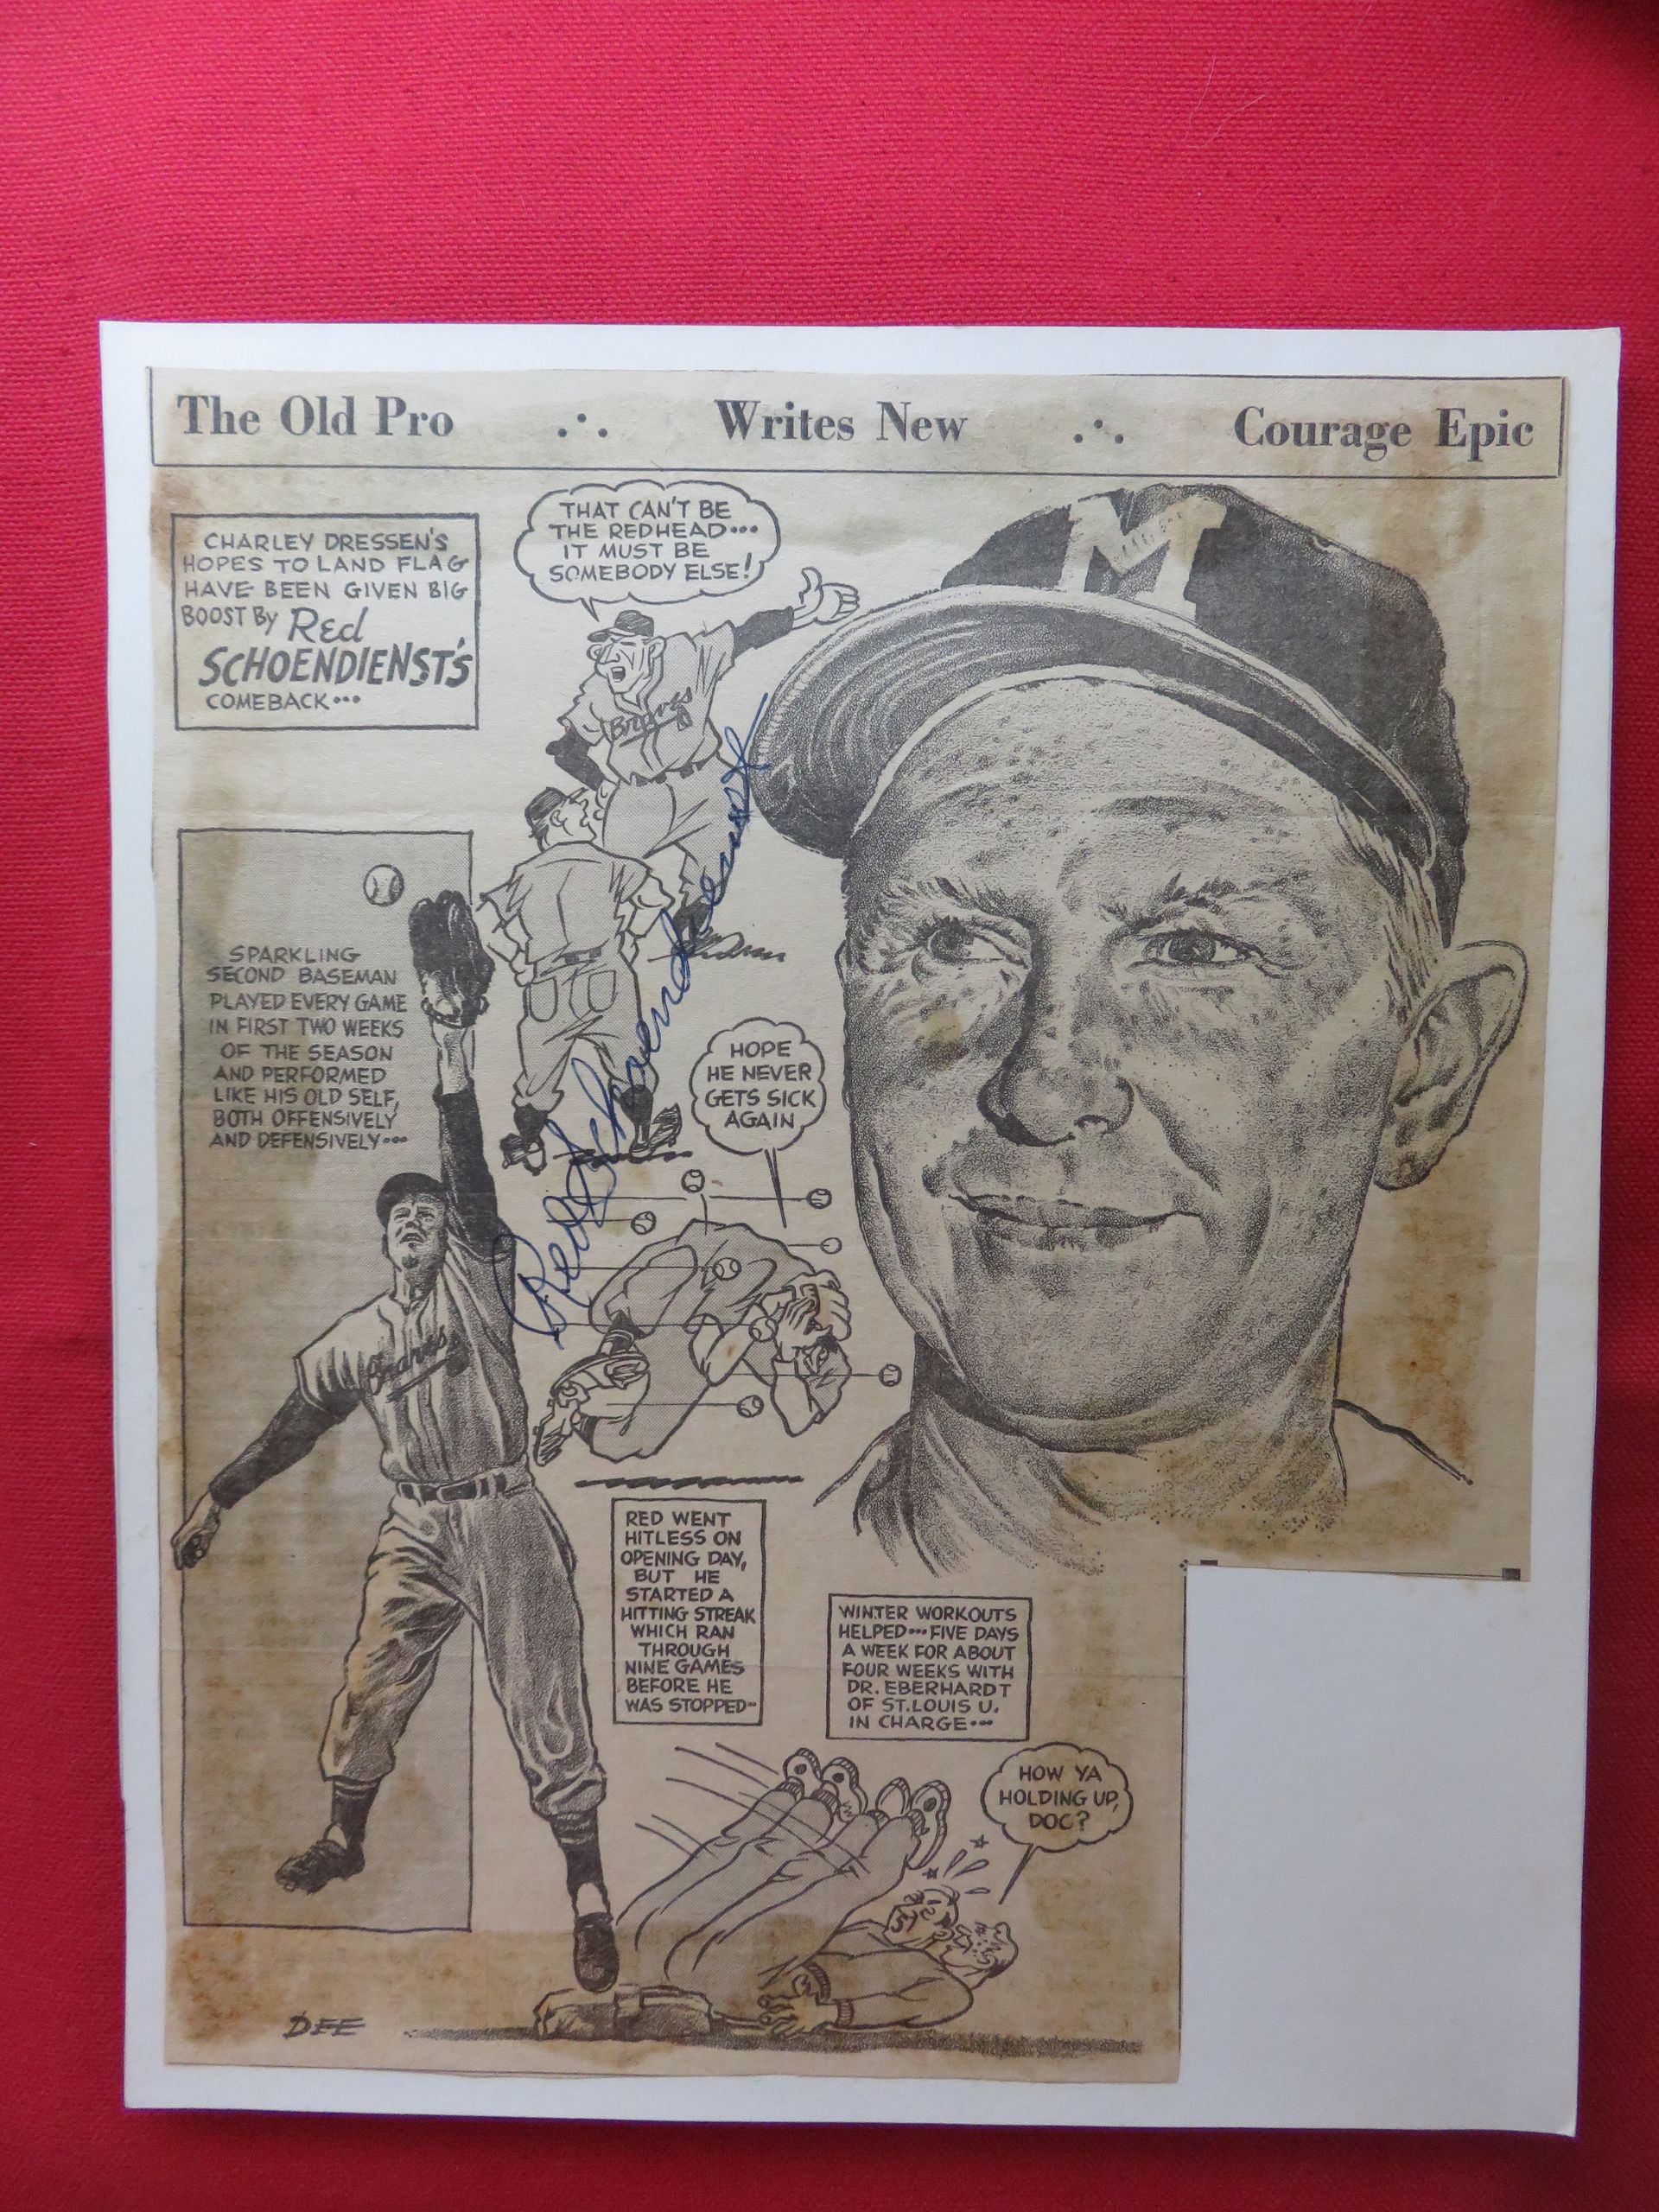 The Old Pro ∴ Writes New ∴ Courage Epic
CHARLEY DRESSEN'S
HOPES TO LAND FLAG
HAVE BEEN GIVEN BIG
BOOST By Red
SCHOENDIENST'S
COMEBACK...
THAT CAN'T BE
THE REDHEAD...
IT MUST BE
SOMEBODY ELSE!
M
Braves
SPARKLING
SECOND BASEMAN
PLAYED EVERY GAME
IN FIRST TWO WEEKS
OF THE SEASON
AND PERFORMED
LIKE HIS OLD SELF,
BOTH OFFENSIVELY
AND DEFENSIVELY...
Red Schoendienst
HOPE
HE NEVER
GETS SICK
AGAIN
Braves
RED WENT
HITLESS ON
OPENING DAY,
BUT HE
STARTED A
HITTING STREAK
WHICH RAN
THROUGH
NINE GAMES
BEFORE HE
WAS STOPPED-
WINTER WORKOUTS
HELPED...FIVE DAYS
A WEEK FOR ABOUT
FOUR WEEKS WITH
DR. EBERHARDT
OF ST.LOUIS U.
IN CHARGE...
HOW YA
HOLDING UP,
DOC?
DEE